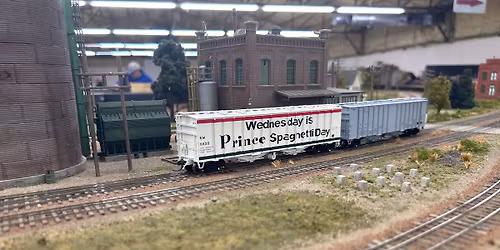 Wednesday is
Prince Spaghetti Day.